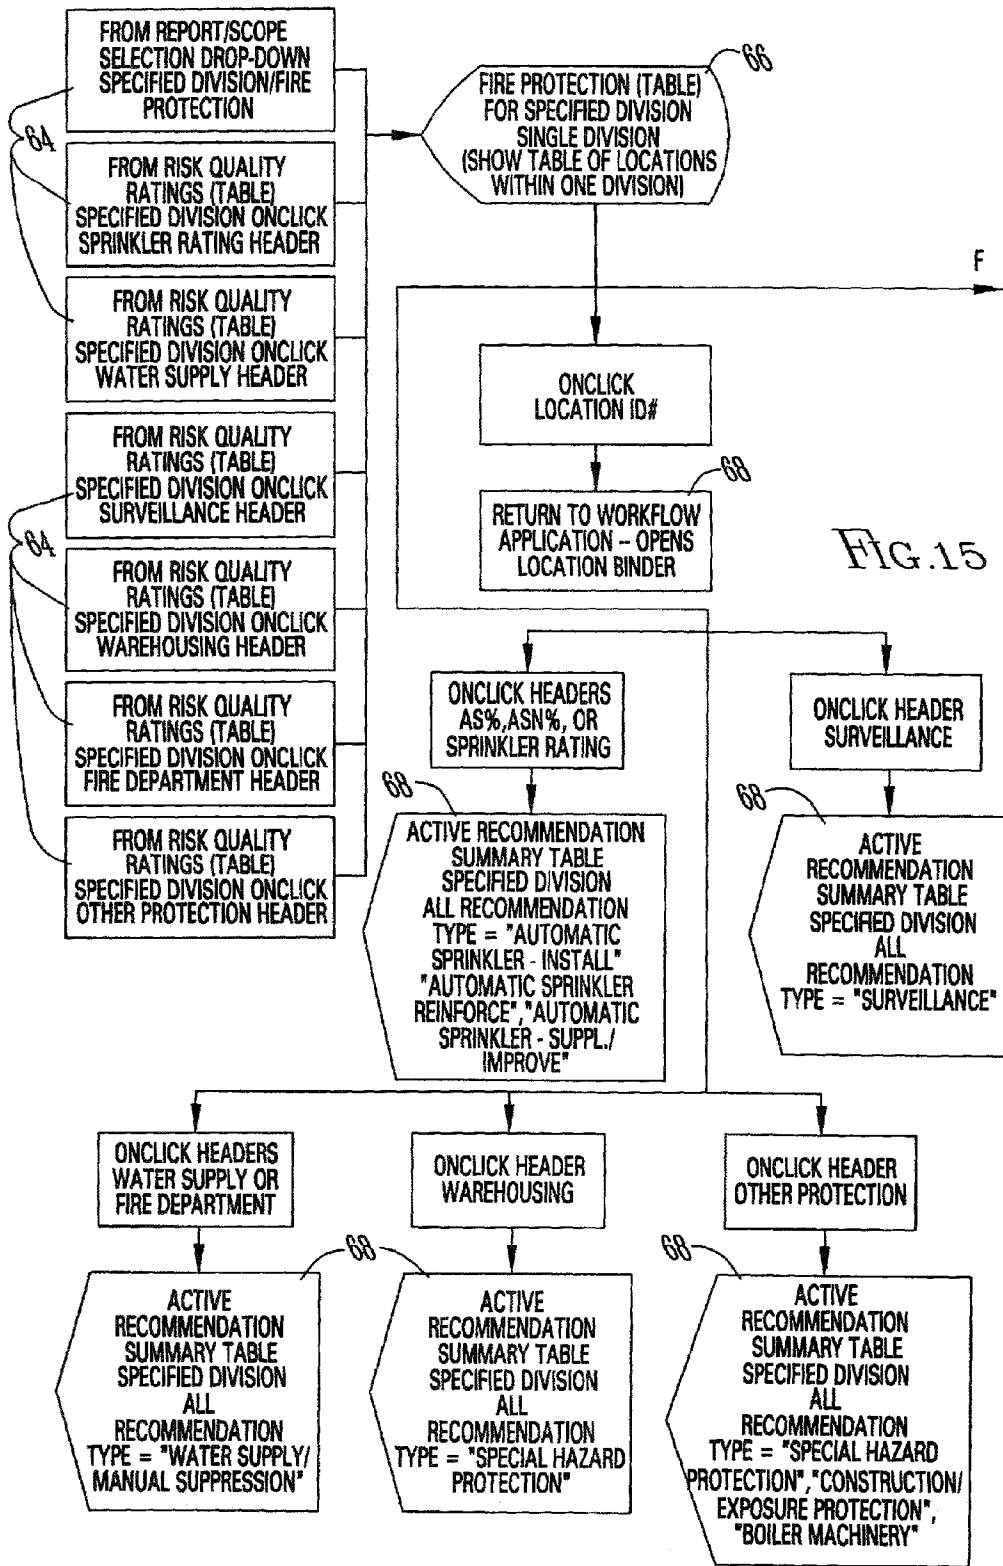 FROM REPORT/SCOPE
SELECTION DROP-DOWN
SPECIFIED DIVISION/FIRE
PROTECTION
64
FROM RISK QUALITY
RATINGS (TABLE)
SPECIFIED DIVISION ONCLICK
SPRINKLER RATING HEADER
FROM RISK QUALITY
RATINGS (TABLE)
SPECIFIED DIVISION ONCLICK
WATER SUPPLY HEADER
FROM RISK QUALITY
RATINGS (TABLE)
SPECIFIED DIVISION ONCLICK
SURVEILLANCE HEADER
64
FROM RISK QUALITY
RATINGS (TABLE)
SPECIFIED DIVISION ONCLICK
WAREHOUSING HEADER
FROM RISK QUALITY
RATINGS (TABLE)
SPECIFIED DIVISION ONCLICK
FIRE DEPARTMENT HEADER
FROM RISK QUALITY
RATINGS (TABLE)
SPECIFIED DIVISION ONCLICK
OTHER PROTECTION HEADER
66
FIRE PROTECTION (TABLE)
FOR SPECIFIED DIVISION
SINGLE DIVISION
(SHOW TABLE OF LOCATIONS
WITHIN ONE DIVISION)
F
ONCLICK
LOCATION ID#
68
RETURN TO WORKFLOW
APPLICATION – OPENS
LOCATION BINDER
FIG.15
ONCLICK HEADERS
AS%,ASN%, OR
SPRINKLER RATING
ONCLICK HEADER
SURVEILLANCE
68
ACTIVE RECOMMENDATION
SUMMARY TABLE
SPECIFIED DIVISION
ALL RECOMMENDATION
TYPE = "AUTOMATIC
SPRINKLER - INSTALL"
"AUTOMATIC SPRINKLER
REINFORCE","AUTOMATIC
SPRINKLER - SUPPL./
IMPROVE"
68
ACTIVE
RECOMMENDATION
SUMMARY TABLE
SPECIFIED DIVISION
ALL
RECOMMENDATION
TYPE = "SURVEILLANCE"
ONCLICK HEADERS
WATER SUPPLY OR
FIRE DEPARTMENT
ONCLICK HEADER
WAREHOUSING
ONCLICK HEADER
OTHER PROTECTION
68
ACTIVE
RECOMMENDATION
SUMMARY TABLE
SPECIFIED DIVISION
ALL
RECOMMENDATION
TYPE = "WATER SUPPLY/
MANUAL SUPPRESSION"
ACTIVE
RECOMMENDATION
SUMMARY TABLE
SPECIFIED DIVISION
ALL
RECOMMENDATION
TYPE = "SPECIAL HAZARD
PROTECTION"
68
ACTIVE
RECOMMENDATION
SUMMARY TABLE
SPECIFIED DIVISION
ALL
RECOMMENDATION
TYPE = "SPECIAL HAZARD
PROTECTION","CONSTRUCTION/
EXPOSURE PROTECTION",
"BOILER MACHINERY"